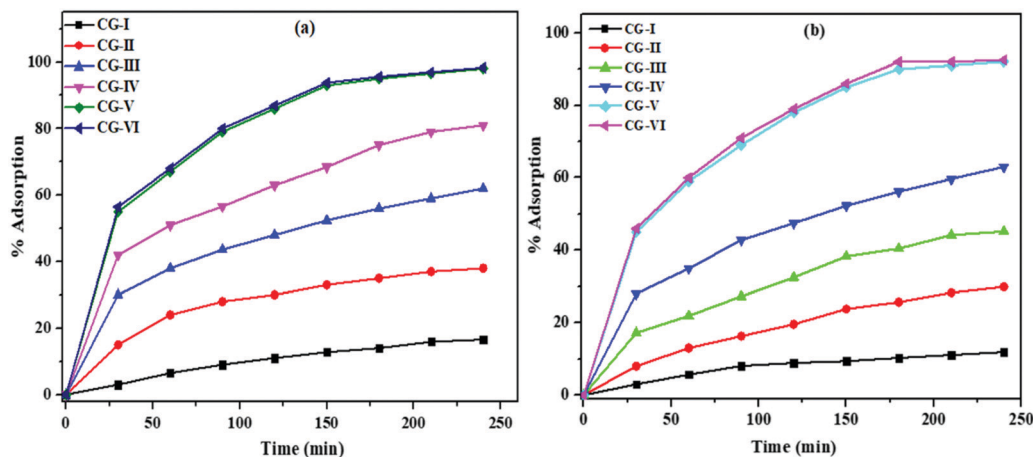 (a)
CG-I
CG-II
CG-III
CG-IV
CG-V
CG-VI
% Adsorption
100
80
60
40
20
0
0 50 100 150 200 250
Time (min)
(b)
CG-I
CG-II
CG-III
CG-IV
CG-V
CG-VI
% Adsorption
100
80
60
40
20
0
0 50 100 150 200 250
Time (min)